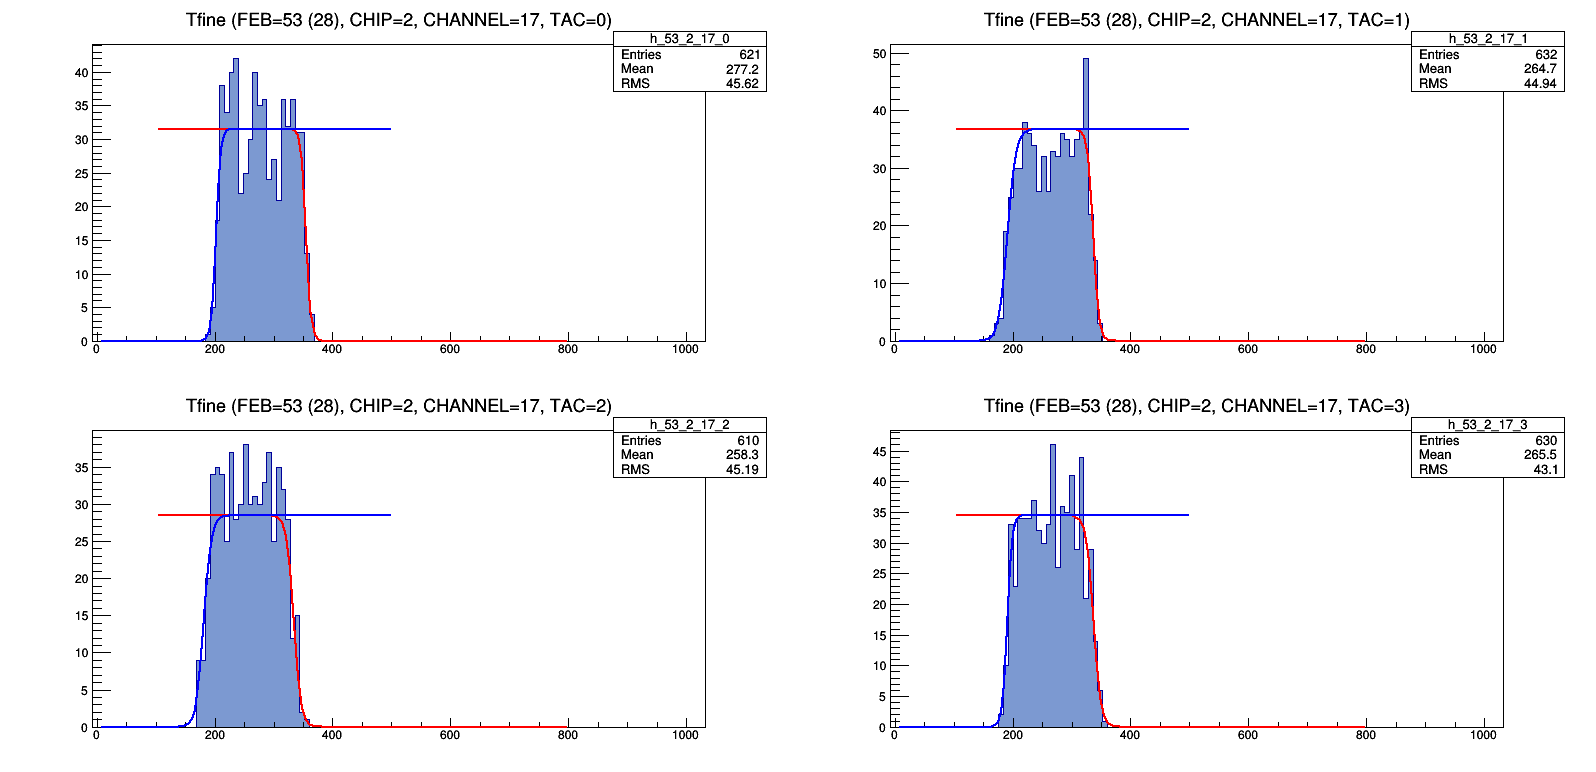 Tfine (FEB=53 (28), CHIP=2, CHANNEL=17, TAC=0)
h_53_2_17_0
Entries 621
Mean 277.2
RMS 45.62
40
35
30
25
20
15
10
5
0
0 200 400 600 800 1000
Tfine (FEB=53 (28), CHIP=2, CHANNEL=17, TAC=1)
h_53_2_17_1
Entries 632
Mean 264.7
RMS 44.94
50
40
30
20
10
0
0 200 400 600 800 1000
Tfine (FEB=53 (28), CHIP=2, CHANNEL=17, TAC=2)
h_53_2_17_2
Entries 610
Mean 258.3
RMS 45.19
35
30
25
20
15
10
5
0
0 200 400 600 800 1000
Tfine (FEB=53 (28), CHIP=2, CHANNEL=17, TAC=3)
h_53_2_17_3
Entries 630
Mean 265.5
RMS 43.1
45
40
35
30
25
20
15
10
5
0
0 200 400 600 800 1000